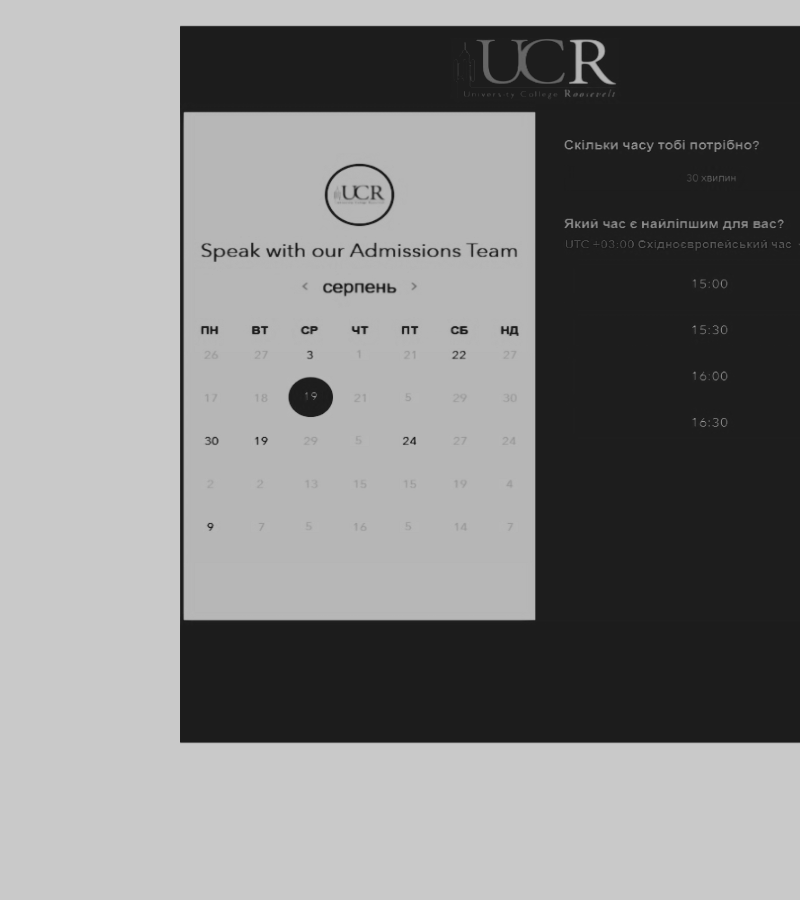 UCR
University College Roosevelt
UCR
Speak with our Admissions Team
< серпень >
ПН ВТ СР ЧТ ПТ СБ НД
26 27 3 1 21 22 27
17 18 19 21 5 29 30
30 19 29 5 24 27 24
2 2 13 15 15 19 4
9 7 5 16 5 14 7
Скільки часу тобі потрібно?
30 хвилин
Який час є найліпшим для вас?
UTC +03:00 Східноєвропейський час
15:00
15:30
16:00
16:30